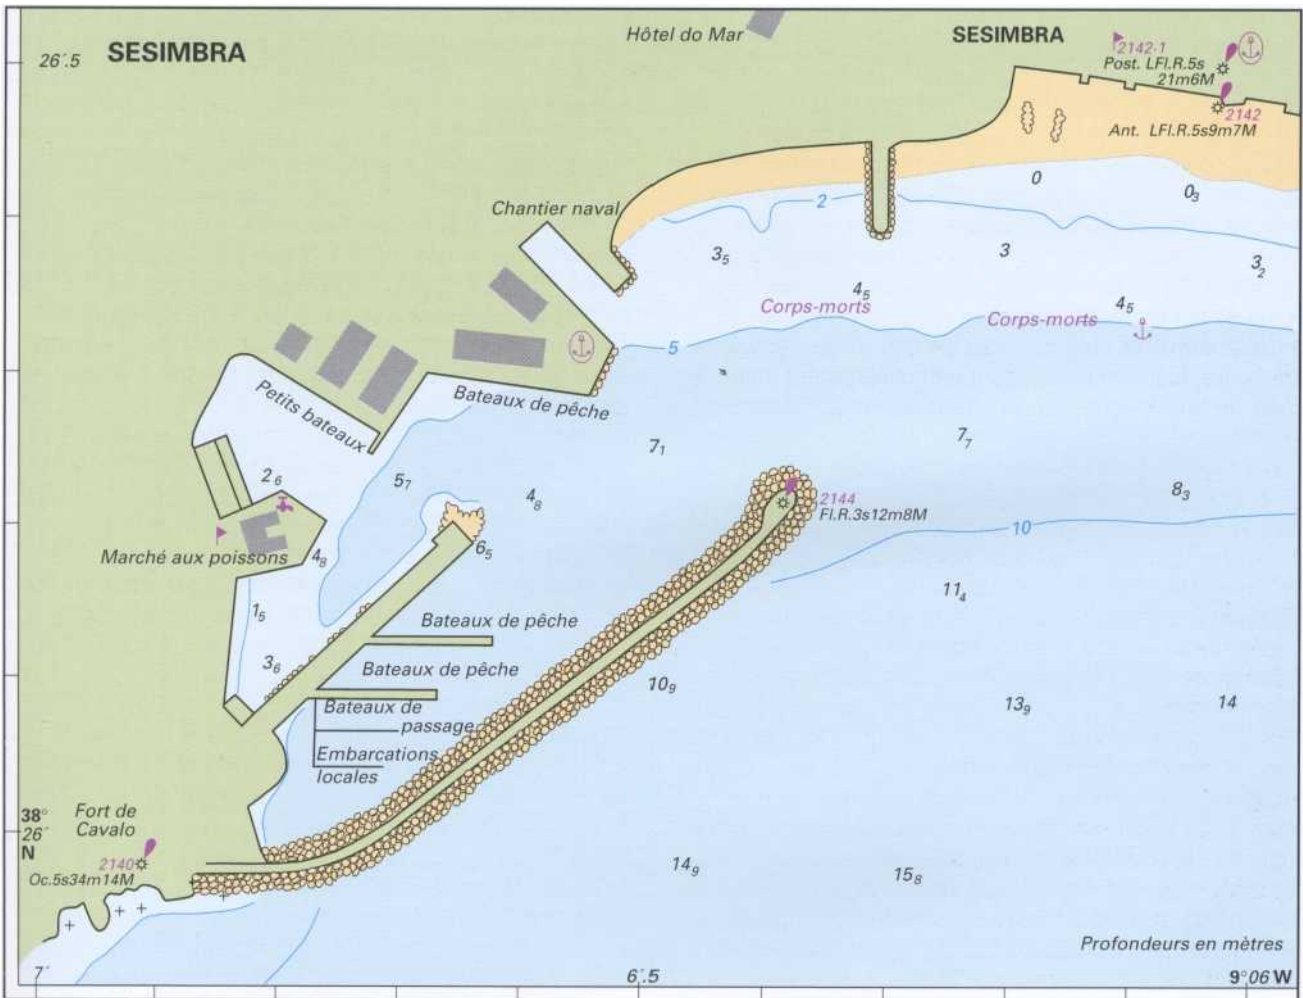 SESIMBRA
26´.5
Hôtel do Mar
SESIMBRA
2142·1
Post. LFl.R.5s
21m6M
2142
Ant. LFl.R.5s9m7M
0
0₃
Chantier naval
2
3₅
3
3₂
4₅
4₅
Corps-morts
Corps-morts
5
Petits bateaux
Bateaux de pêche
7₁
7₇
2₆
5₇
4₈
8₃
2144
Fl.R.3s12m8M
10
Marché aux poissons
4₈
6₅
11₄
1₅
Bateaux de pêche
3₆
Bateaux de pêche
10₉
13₉
14
Bateaux de
passage
Embarcations
locales
38°
26´
N
Fort de
Cavalo
2140
Oc.5s34m14M
14₉
15₈
Profondeurs en mètres
7´
6´.5
9°06´W